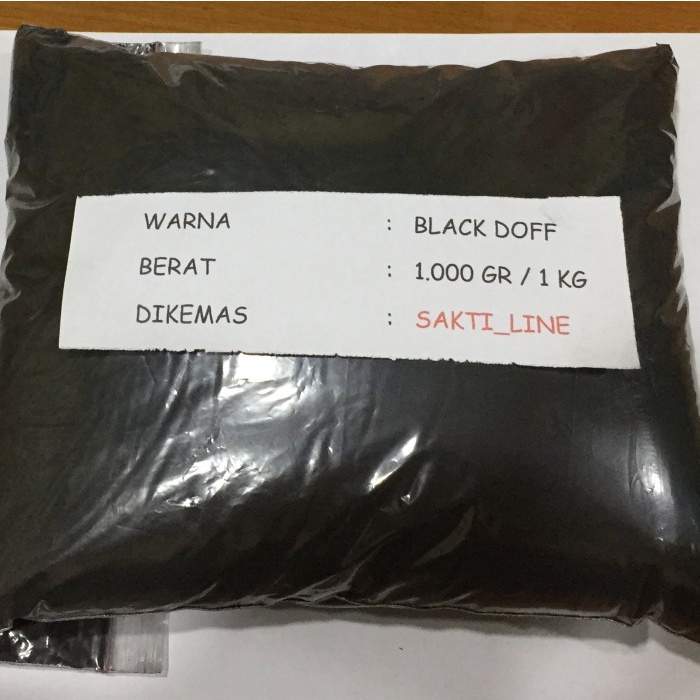 WARNA : BLACK DOFF
BERAT : 1.000 GR / 1 KG
DIKEMAS : SAKTI_LINE